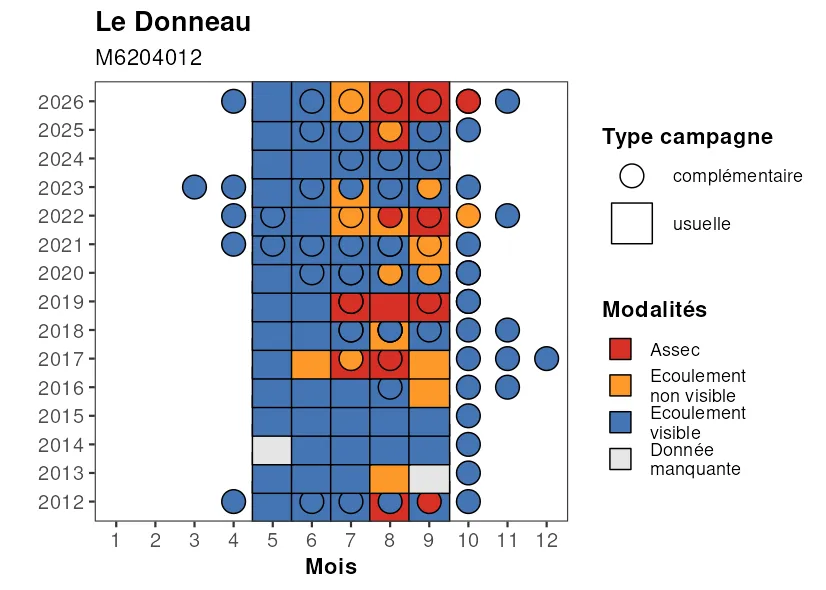 Le Donneau
M6204012
2026
2025
2024
2023
2022
2021
2020
2019
2018
2017
2016
2015
2014
2013
2012
1 2 3 4 5 6 7 8 9 10 11 12
Mois
Type campagne
complémentaire
usuelle
Modalités
Assec
Ecoulement
non visible
Ecoulement
visible
Donnée
manquante